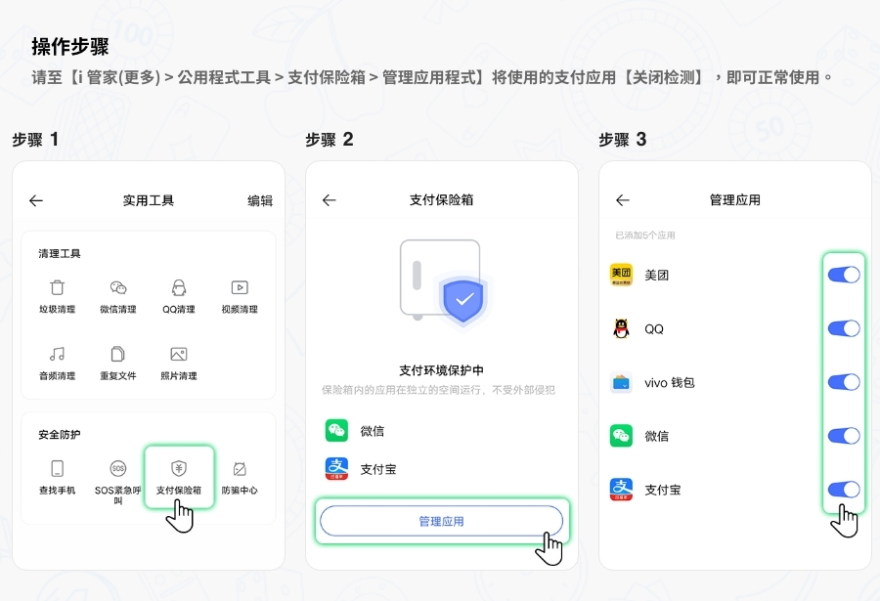 操作步骤
请至【i 管家(更多) > 公用程式工具 > 支付保险箱 > 管理应用程式】将使用的支付应用【关闭检测】，即可正常使用。
步骤 1
步骤 2
步骤 3
实用工具
编辑
清理工具
垃圾清理
微信清理
QQ清理
视频清理
音频清理
重复文件
照片清理
安全防护
查找手机
SOS
SOS紧急呼
叫
支付保险箱
防骗中心
支付保险箱
支付环境保护中
保险箱内的应用在独立的空间运行，不受外部侵犯
微信
支
支付宝
管理应用
管理应用
已添加5个应用
美团
美团
QQ
vivo 钱包
微信
支
支付宝
100
50